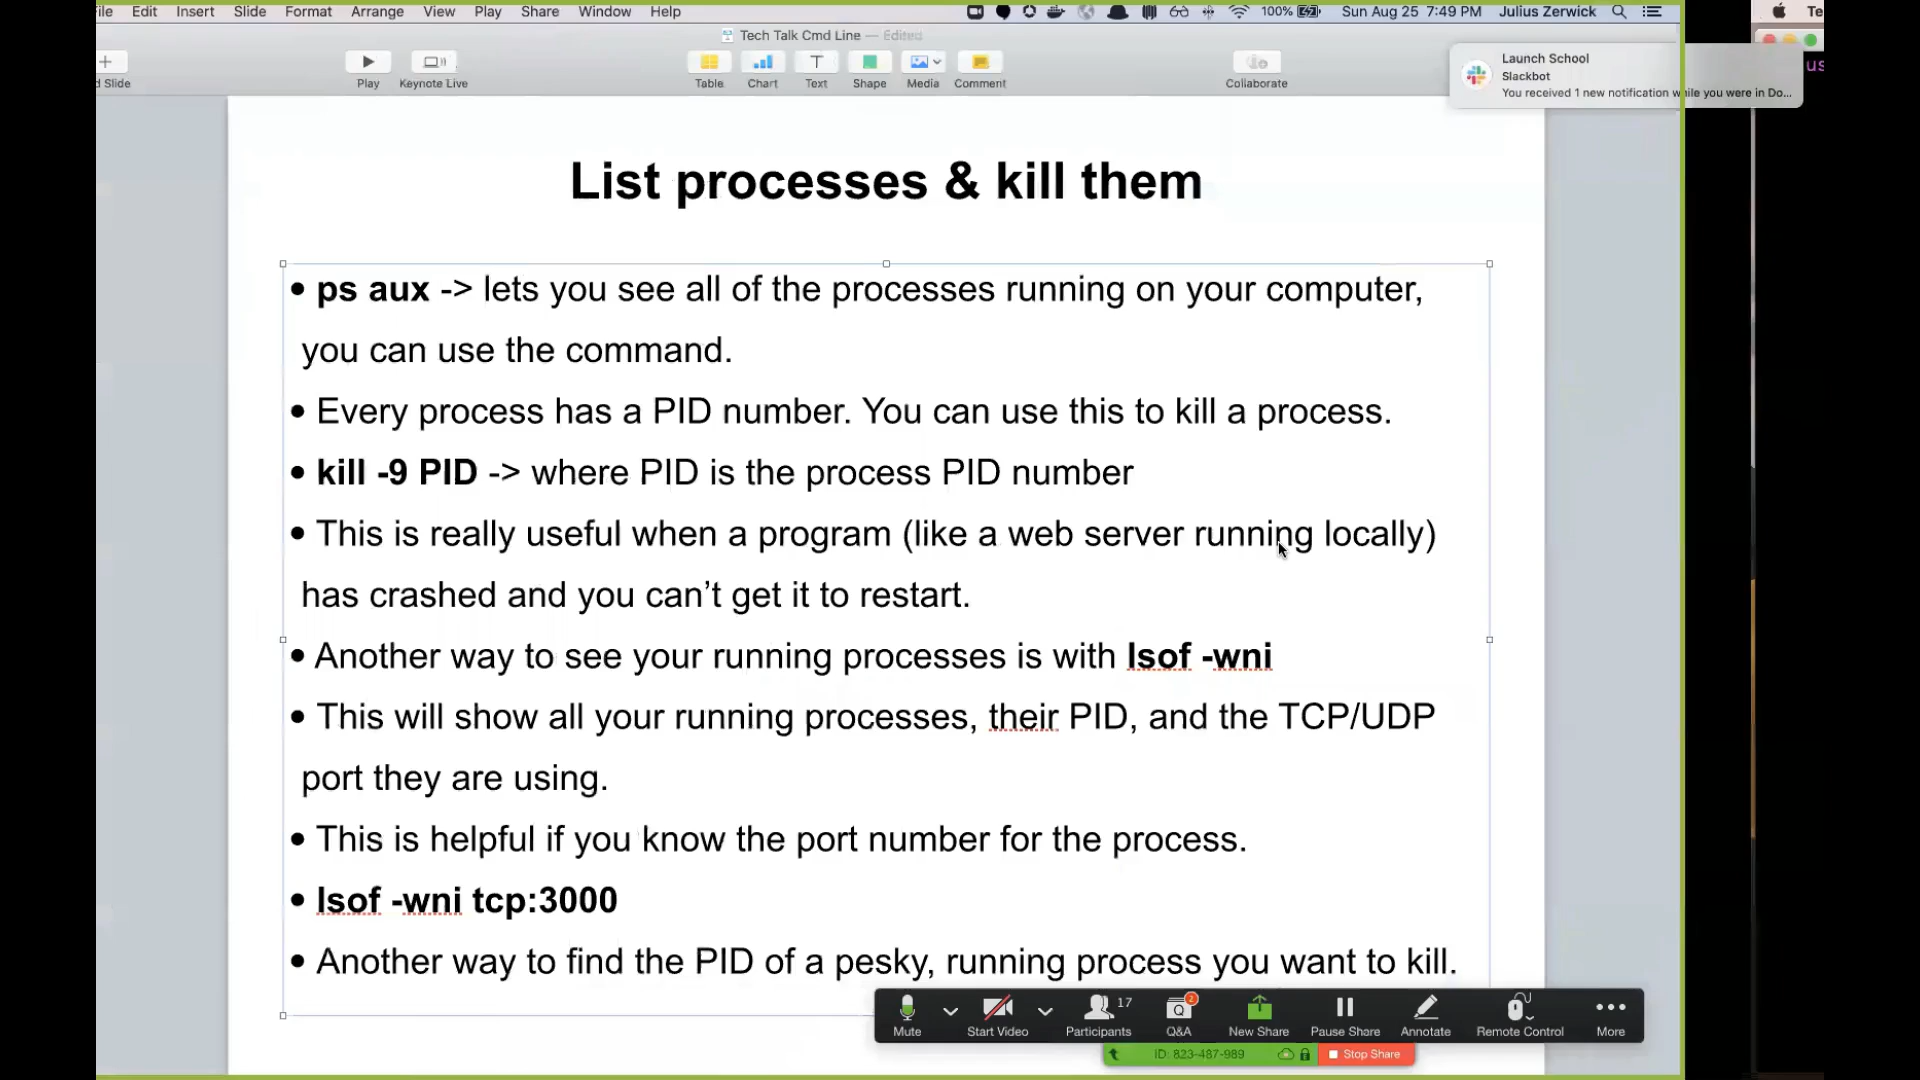 File Edit Insert Slide Format Arrange View Play Share Window Help 100% Sun Aug 25 7:49 PM Julius Zerwick
Te
Tech Talk Cmd Line — Edited
Launch School
Slackbot
You received 1 new notification while you were in Do...
us
d Slide Play Keynote Live Table Chart Text Shape Media Comment Collaborate
List processes & kill them
• ps aux -> lets you see all of the processes running on your computer,
you can use the command.
• Every process has a PID number. You can use this to kill a process.
• kill -9 PID -> where PID is the process PID number
• This is really useful when a program (like a web server running locally)
has crashed and you can’t get it to restart.
• Another way to see your running processes is with lsof -wni
• This will show all your running processes, their PID, and the TCP/UDP
port they are using.
• This is helpful if you know the port number for the process.
• lsof -wni tcp:3000
• Another way to find the PID of a pesky, running process you want to kill.
17
2
Mute Start Video Participants Q&A New Share Pause Share Annotate Remote Control More
ID: 823-487-989 Stop Share